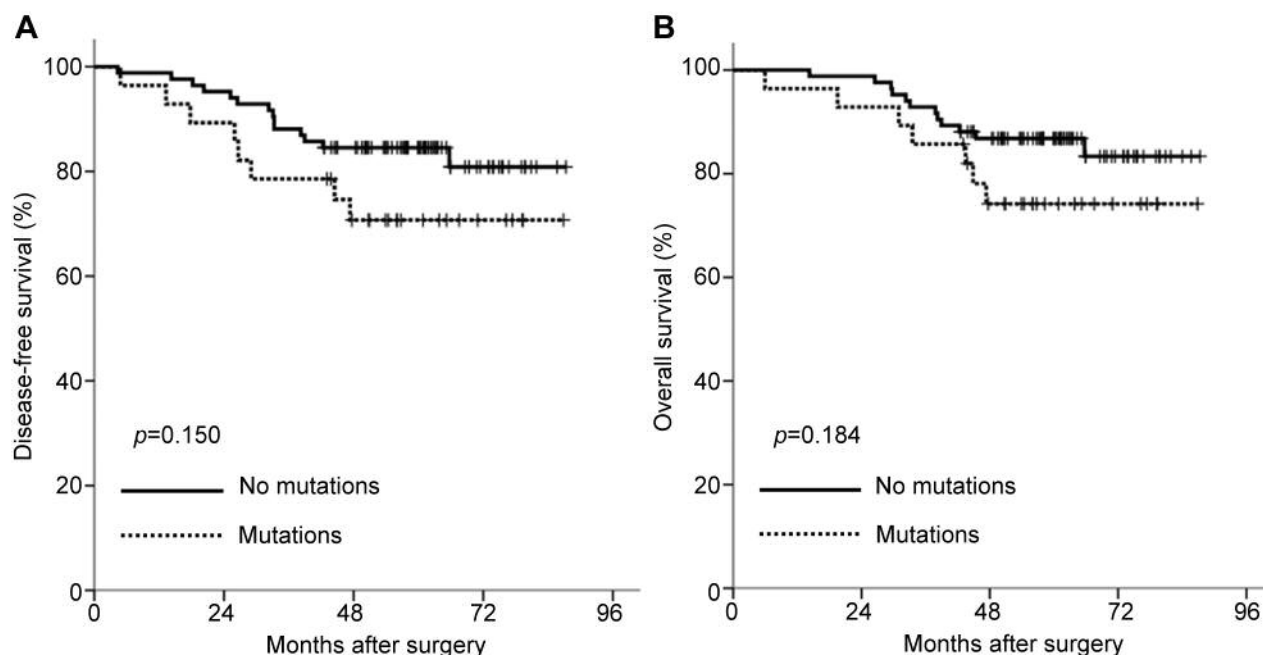 A
Disease-free survival (%)
100
80
60
40
20
0
p=0.150
No mutations
Mutations
0 24 48 72 96
Months after surgery
B
Overall survival (%)
100
80
60
40
20
0
p=0.184
No mutations
Mutations
0 24 48 72 96
Months after surgery